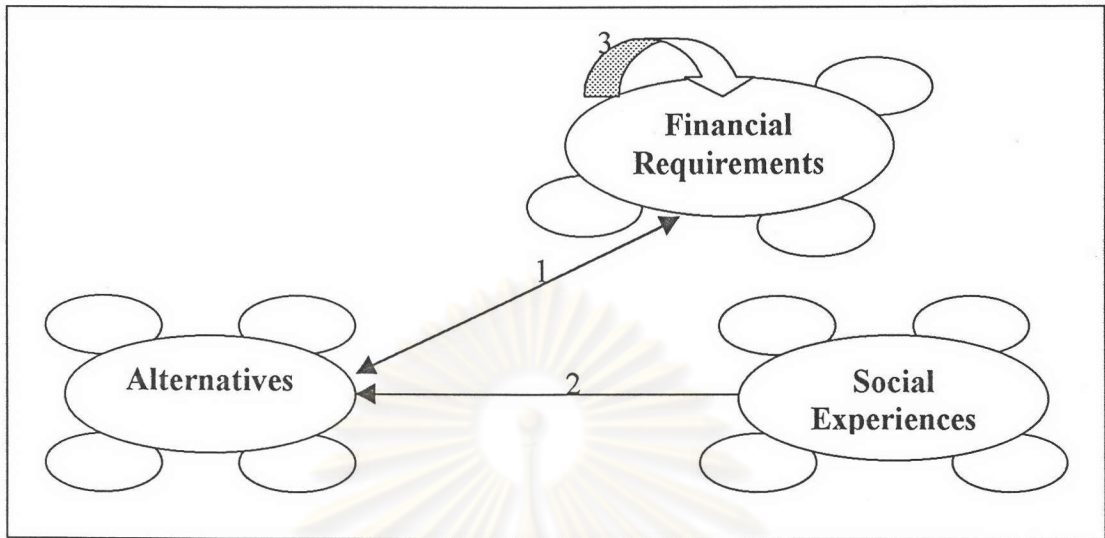 3
Financial
Requirements
1
Alternatives
2
Social
Experiences